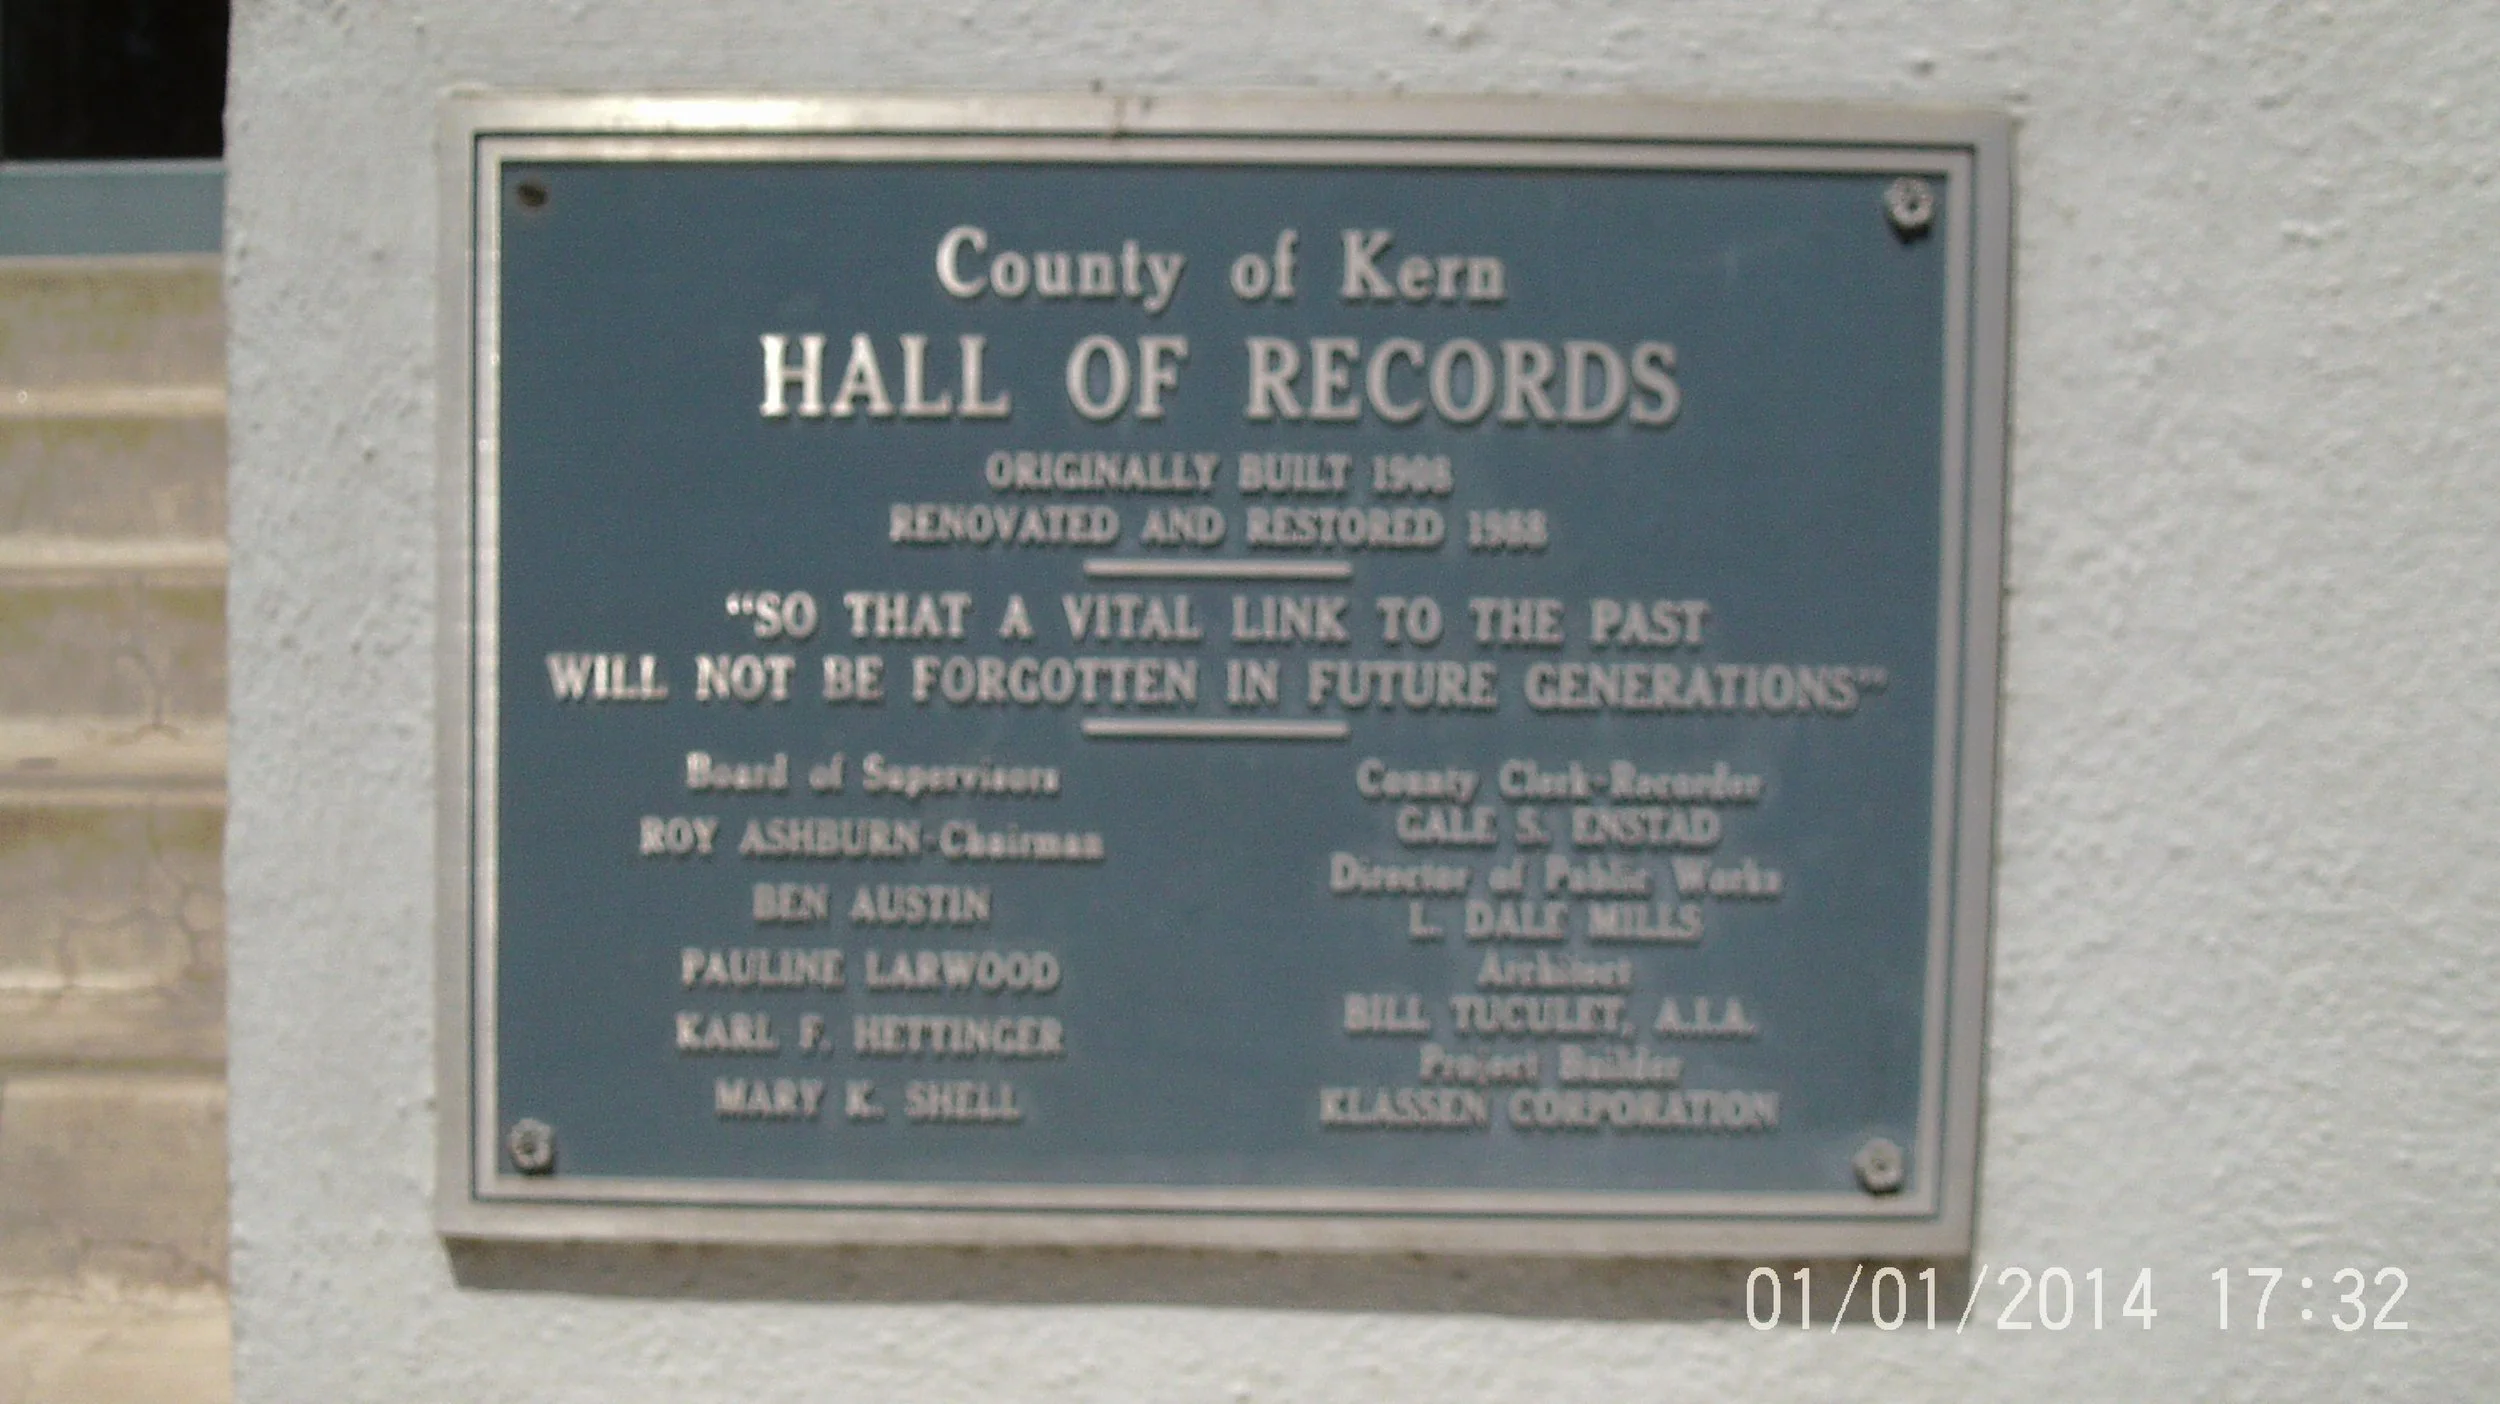 County of Kern
HALL OF RECORDS
ORIGINALLY BUILT 1908
RENOVATED AND RESTORED 1988
"SO THAT A VITAL LINK TO THE PAST
WILL NOT BE FORGOTTEN IN FUTURE GENERATIONS"
Board of Supervisors
ROY ASHBURN-Chairman
BEN AUSTIN
PAULINE LARWOOD
KARL F. HETTINGER
MARY K. SHELL
County Clerk-Recorder
GALE S. ENSTAD
Director of Public Works
L. DALE MILLS
Architect
BILL TUCULET, A.I.A.
Project Builder
KLASSEN CORPORATION
01/01/2014 17:32